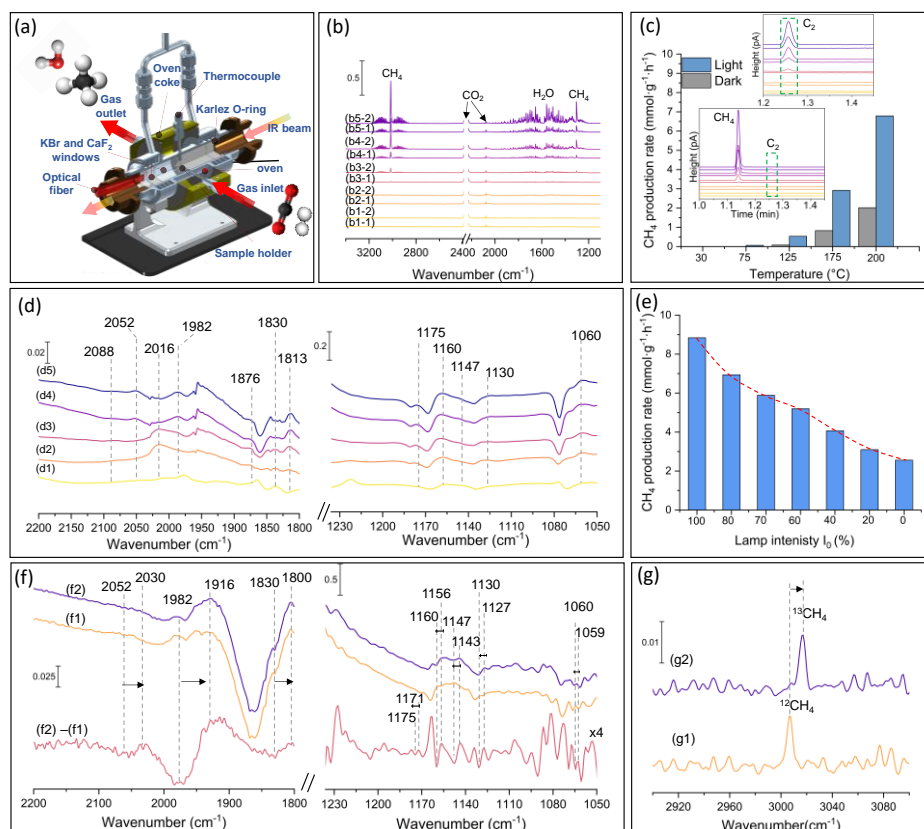 (a)
Oven
coke
Thermocouple
Gas
outlet
Karlez O-ring
IR beam
KBr and CaF₂
windows
oven
Optical
fiber
Gas inlet
Sample holder
(b)
0.5
CH₄
CO₂
H₂O
CH₄
(b5-2)
(b5-1)
(b4-2)
(b4-1)
(b3-2)
(b3-1)
(b2-2)
(b2-1)
(b1-2)
(b1-1)
3200 2800 2400 2000 1600 1200
Wavenumber (cm⁻¹)
(c)
CH₄ production rate (mmol·g⁻¹·h⁻¹)
10
8
6
4
2
0
Light
Dark
Height (pA)
C₂
1.2 1.3 1.4
Height (pA)
CH₄
C₂
1.0 1.1 1.2 1.3 1.4
Time (min)
30 75 125 175 200
Temperature (°C)
(d)
0.02
2088
2052
2016
1982
1876
1830
1813
(d5)
(d4)
(d3)
(d2)
(d1)
0.2
1175
1160
1147
1130
1060
2200 2100 2050 2000 1950 1900 1850 1800
1230 1170 1140 1110 1080 1050
Wavenumber (cm⁻¹)
Wavenumber (cm⁻¹)
(e)
CH₄ production rate (mmol·g⁻¹·h⁻¹)
10
8
6
4
2
0
100 80 70 60 40 20 0
Lamp intenisty I₀ (%)
(f)
2052
2030
1982
1916
1830
1800
(f2)
(f1)
0.025
(f2) –(f1)
0.5
1160
1156
1147
1143
1130
1127
1060
1059
1171
1175
x4
2200 2100 2000 1900 1800
1230 1170 1140 1110 1080 1050
Wavenumber (cm⁻¹)
Wavenumber (cm⁻¹)
(g)
0.01
¹³CH₄
(g2)
¹²CH₄
(g1)
2920 2960 3000 3040 3080
Wavenumber(cm⁻¹)